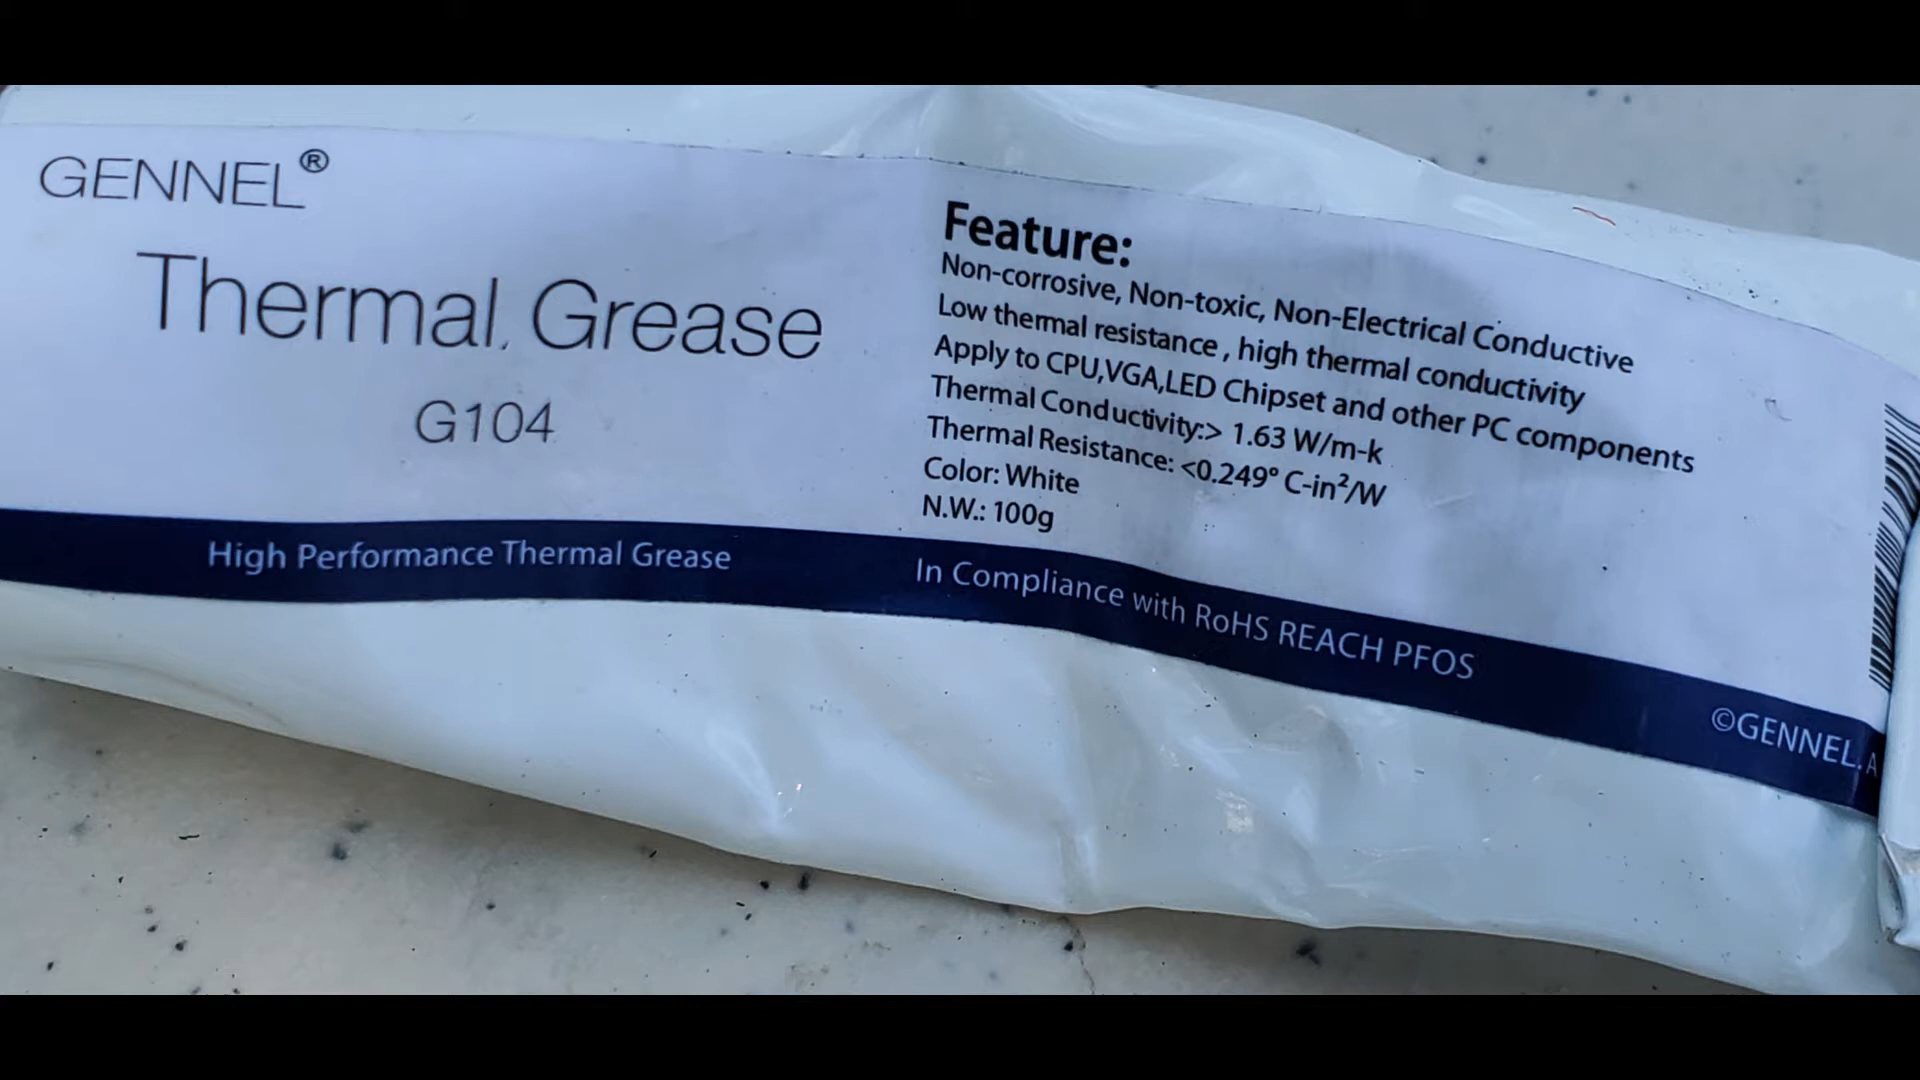 GENNEL®
Thermal Grease
G104
High Performance Thermal Grease
Feature:
Non-corrosive, Non-toxic, Non-Electrical Conductive
Low thermal resistance , high thermal conductivity
Apply to CPU,VGA,LED Chipset and other PC components
Thermal Conductivity:> 1.63 W/m-k
Thermal Resistance: <0.249° C-in²/W
Color: White
N.W.: 100g
In Compliance with RoHS REACH PFOS
©GENNEL. A